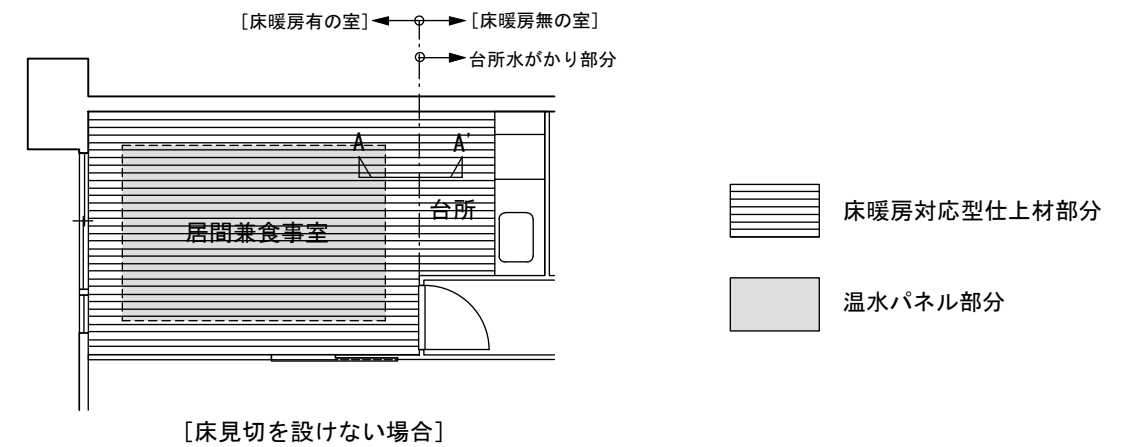 [床暖房有の室] [床暖房無の室]
台所水がかり部分
A A'
台所
居間兼食事室
床暖房対応型仕上材部分
温水パネル部分
[床見切を設けない場合]